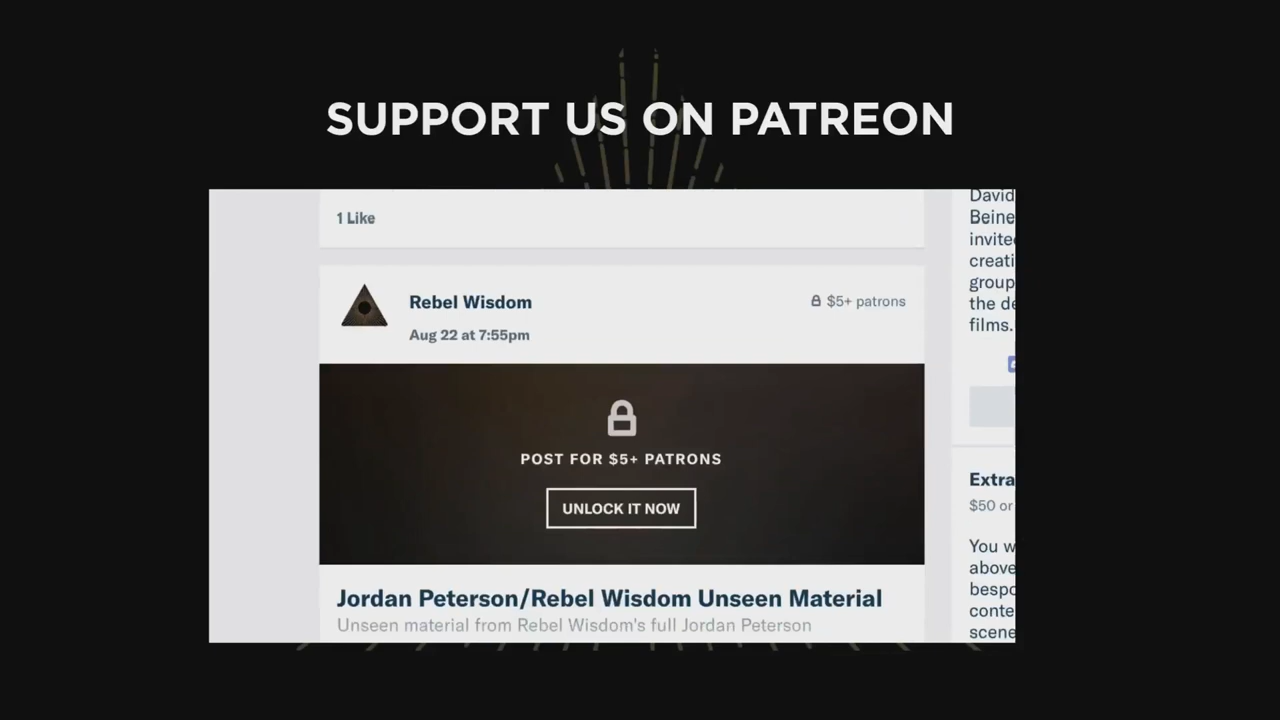 SUPPORT US ON PATREON
1 Like
Rebel Wisdom
$5+ patrons
Aug 22 at 7:55pm
POST FOR $5+ PATRONS
UNLOCK IT NOW
Jordan Peterson/Rebel Wisdom Unseen Material
Unseen material from Rebel Wisdom's full Jordan Peterson
David
Beine
invite
creati
group
the de
films.
Extra
$50 or
You w
above
bespo
conte
scene